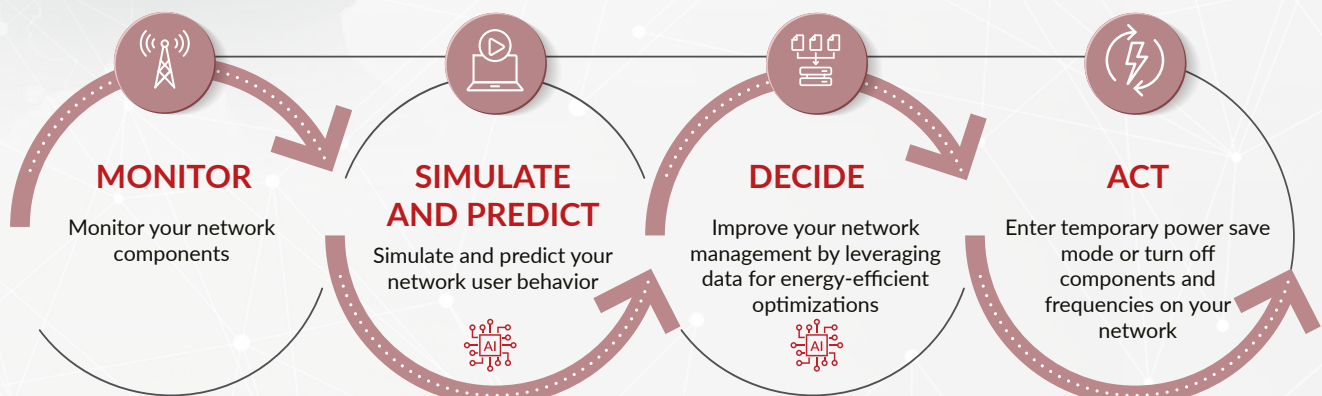 MONITOR
Monitor your network
components
SIMULATE
AND PREDICT
Simulate and predict your
network user behavior
AI
DECIDE
Improve your network
management by leveraging
data for energy-efficient
optimizations
AI
ACT
Enter temporary power save
mode or turn off
components and
frequencies on your
network